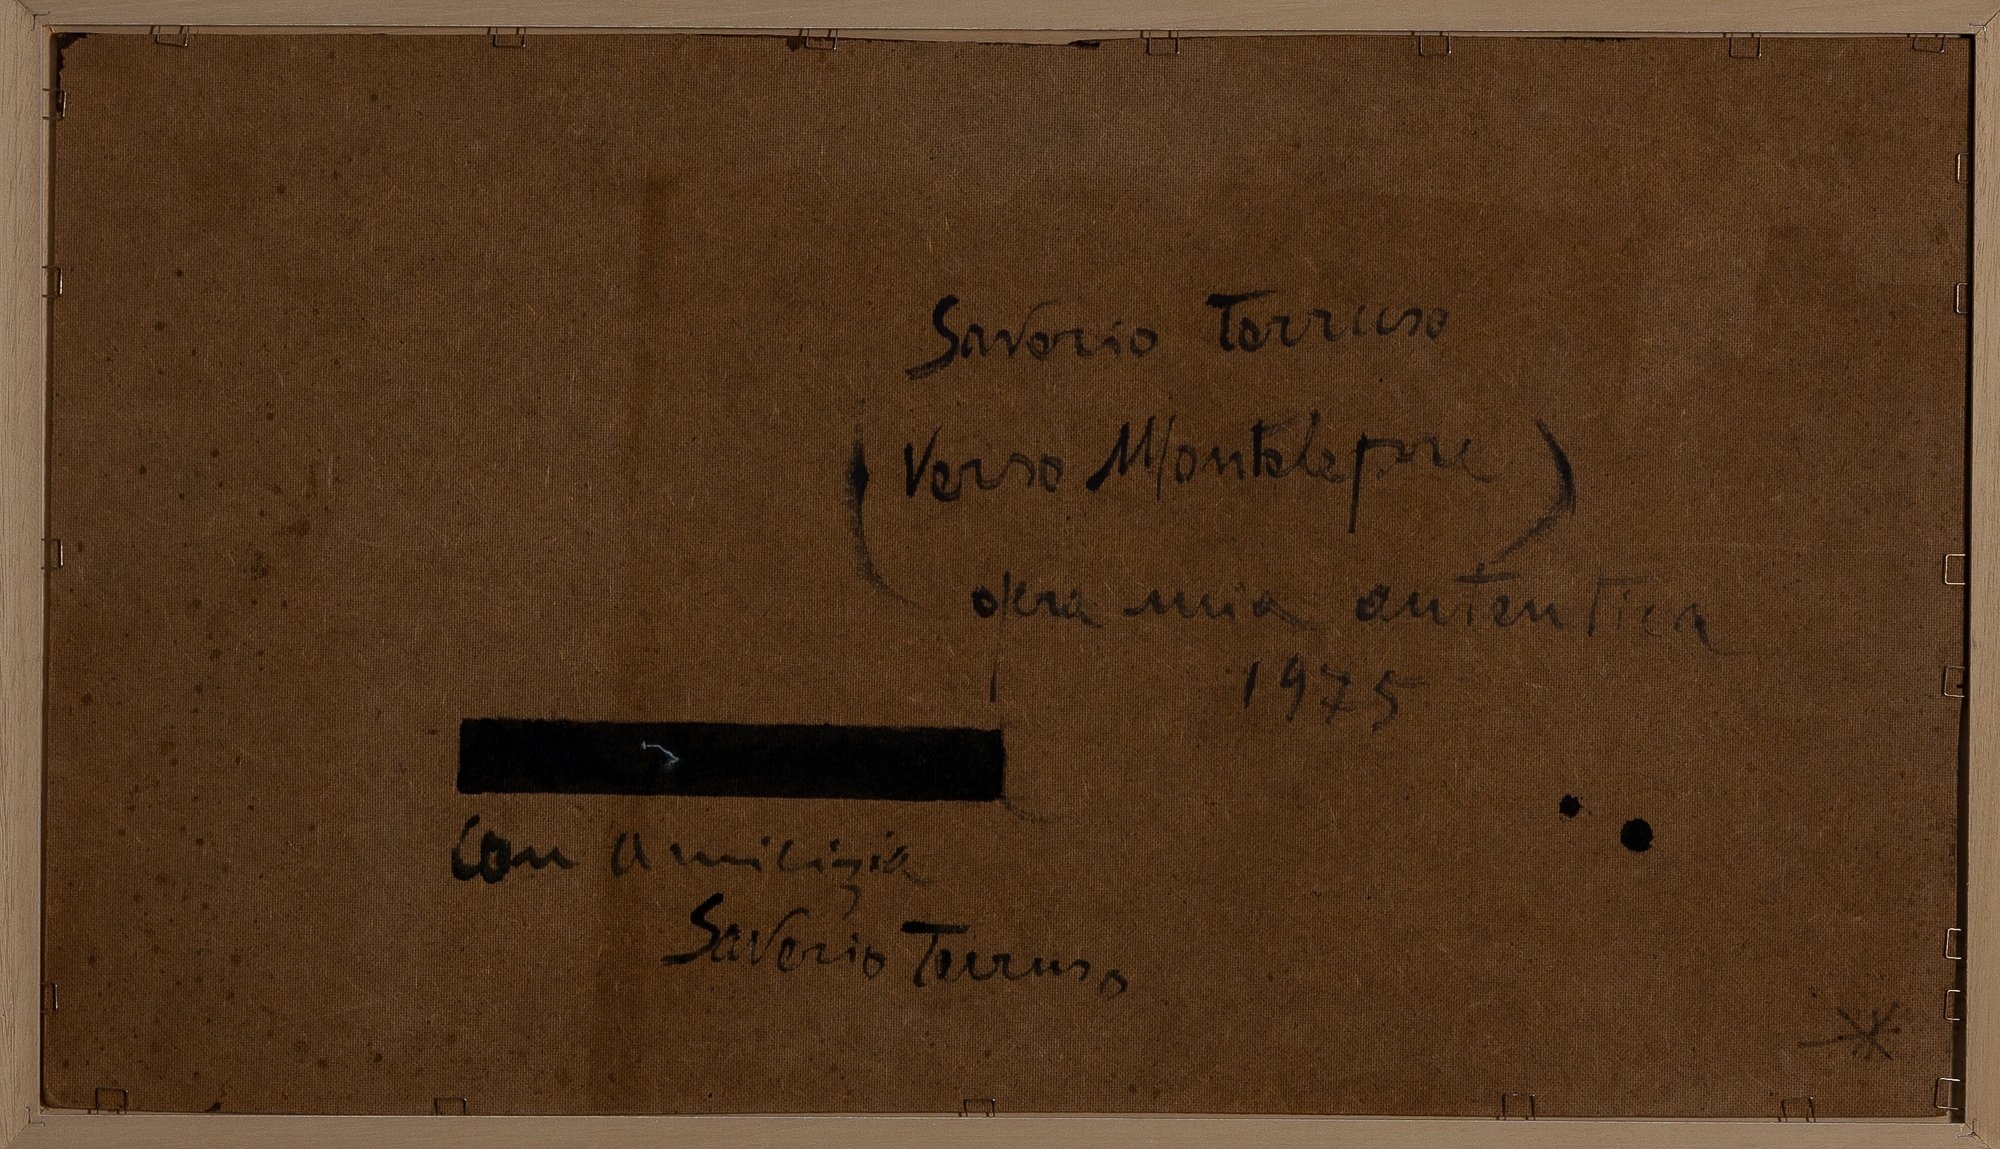 Saverio Terruso
(Verso Montelepre)
opera mia autentica
1975
con amicizia
Saverio Terruso